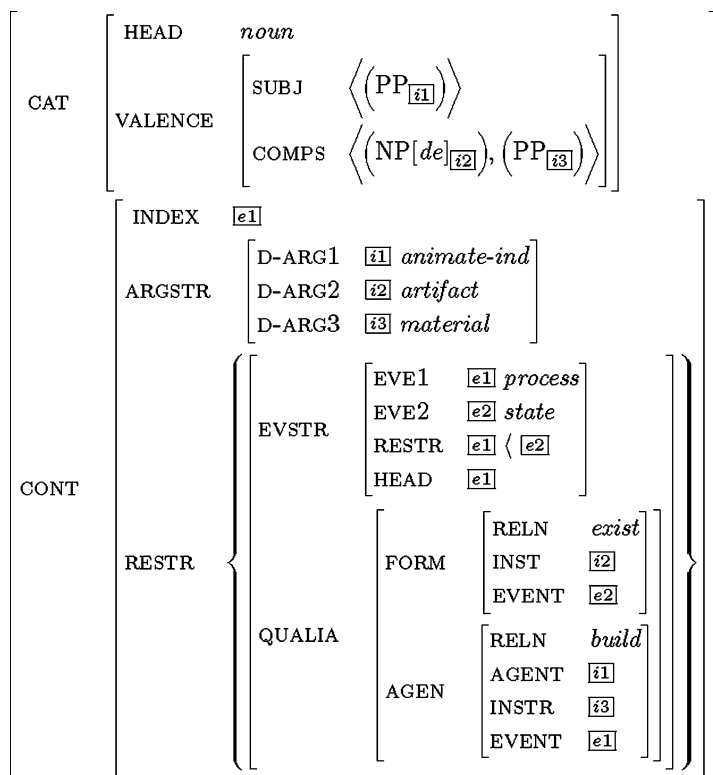 HEAD noun
SUBJ ⟨(PP[i1])⟩
CAT
VALENCE
COMPS ⟨(NP[de][i2]), (PP[i3])⟩
INDEX [e1]
D-ARG1 [i1] animate-ind
ARGSTR D-ARG2 [i2] artifact
D-ARG3 [i3] material
EVE1 [e1] process
EVE2 [e2] state
EVSTR
RESTR [e1] ⟨ [e2]
HEAD [e1]
CONT
RELN exist
RESTR FORM INST [i2]
EVENT [e2]
QUALIA RELN build
AGENT [i1]
AGEN
INSTR [i3]
EVENT [e1]